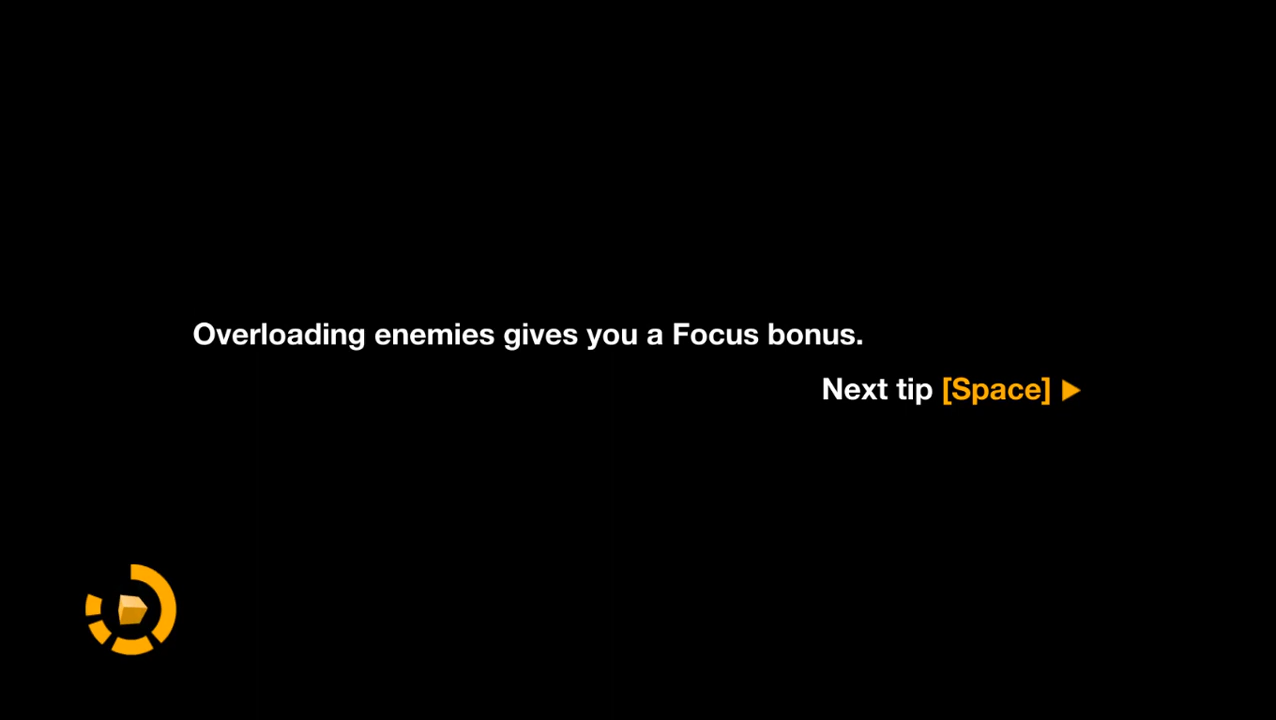 Overloading enemies gives you a Focus bonus.
Next tip [Space] ▶